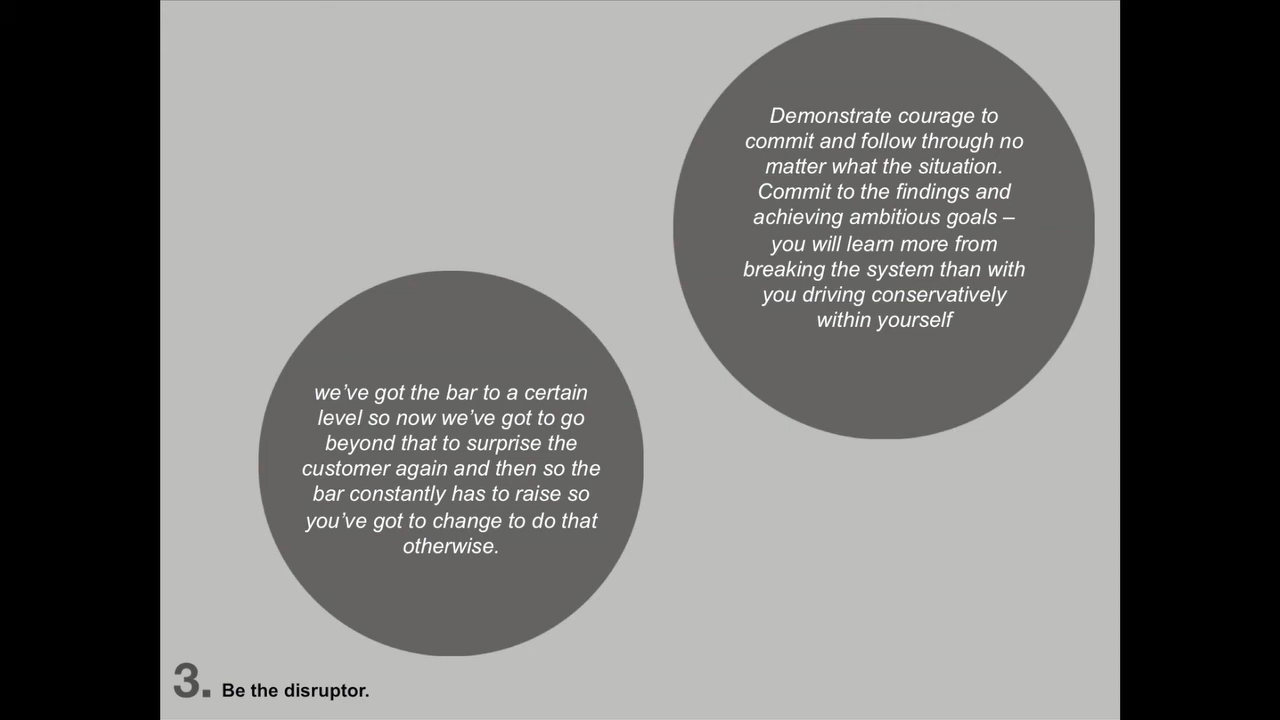 Demonstrate courage to
commit and follow through no
matter what the situation.
Commit to the findings and
achieving ambitious goals –
you will learn more from
breaking the system than with
you driving conservatively
within yourself
we’ve got the bar to a certain
level so now we’ve got to go
beyond that to surprise the
customer again and then so the
bar constantly has to raise so
you’ve got to change to do that
otherwise.
3. Be the disruptor.